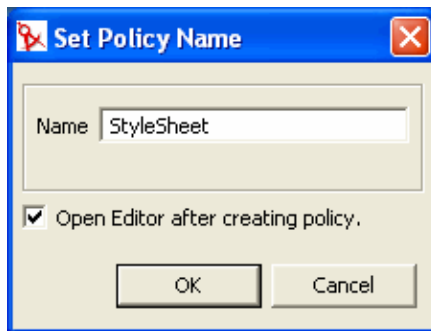 Set Policy Name
Name StyleSheet
Open Editor after creating policy.
OK Cancel